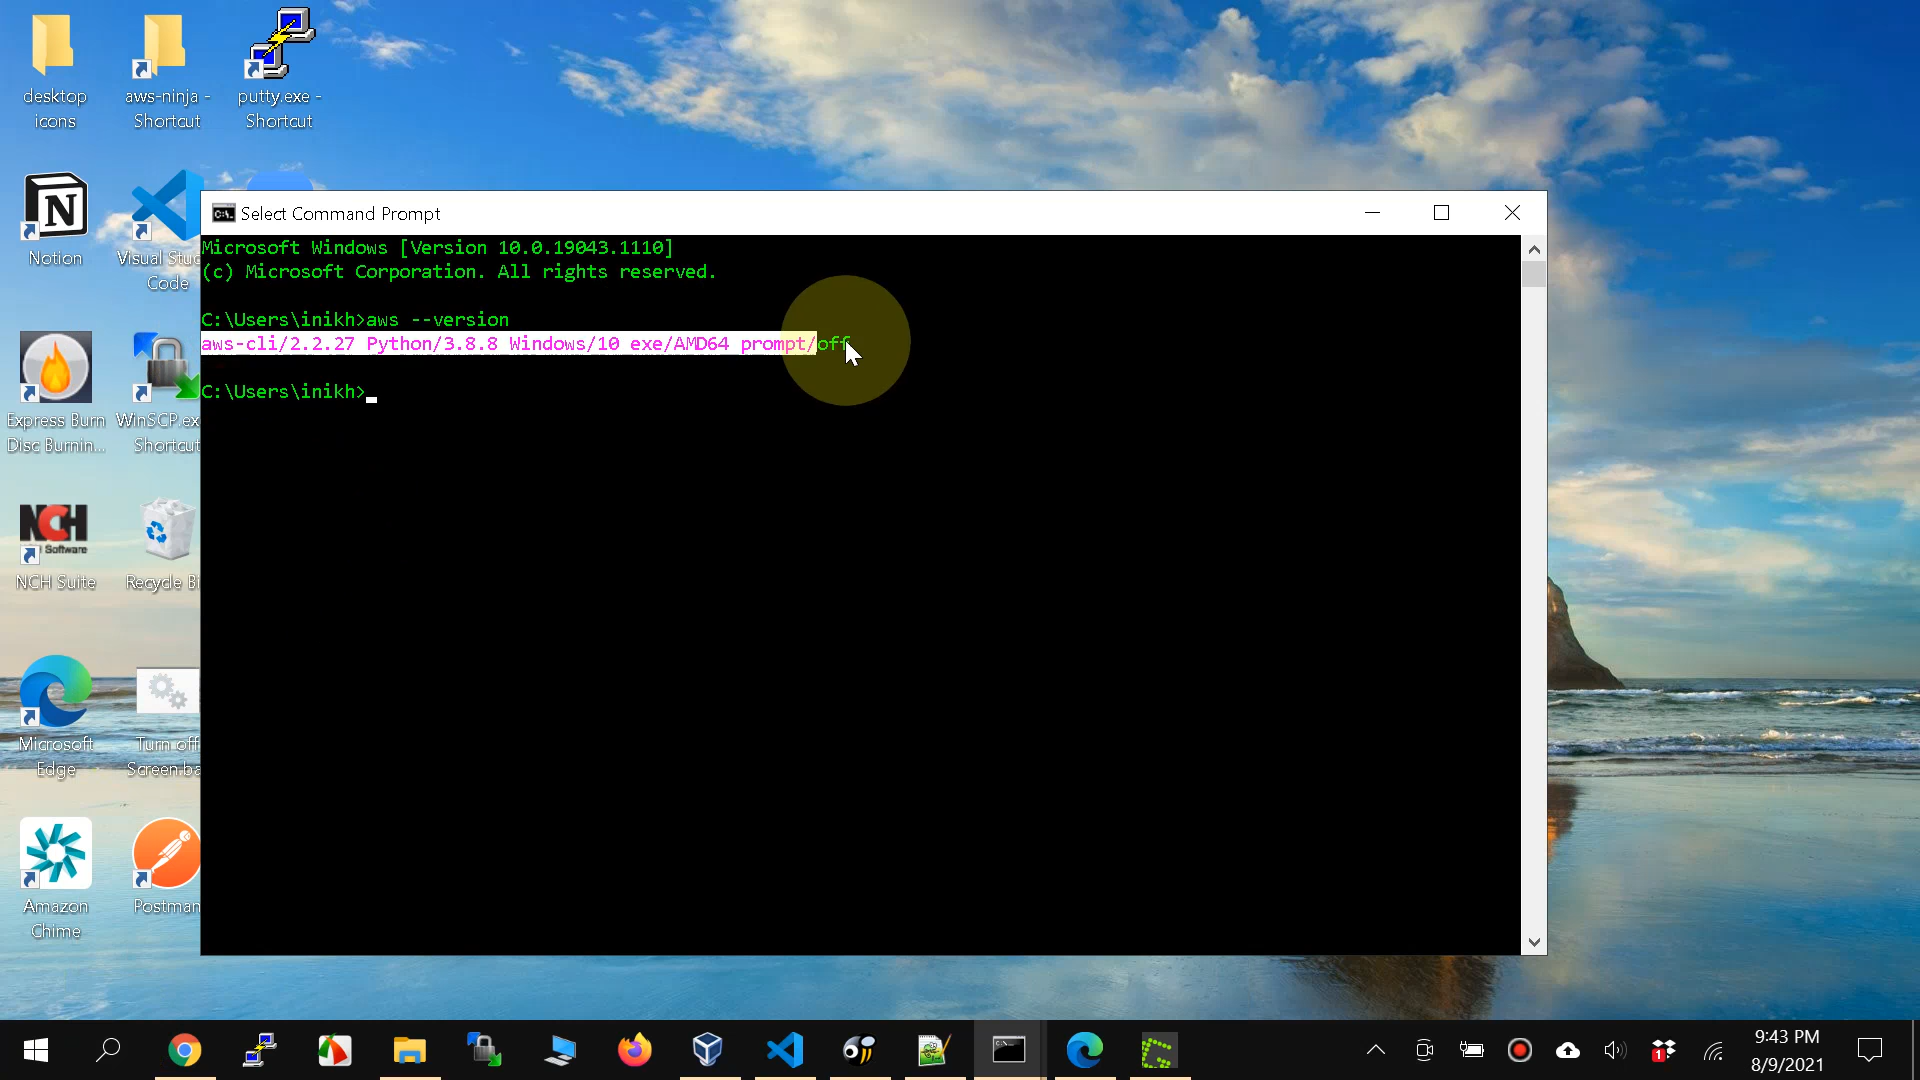 desktop
icons
aws-ninja -
Shortcut
putty.exe -
Shortcut
Notion
Visual Stu
Code
Select Command Prompt
Microsoft Windows [Version 10.0.19043.1110]
(c) Microsoft Corporation. All rights reserved.
C:\Users\inikh>aws --version
aws-cli/2.2.27 Python/3.8.8 Windows/10 exe/AMD64 prompt/off
C:\Users\inikh>
Express Burn
Disc Burnin...
WinSCP.ex
Shortcut
NCH
Software
NCH Suite
Recycle Bi
Microsoft
Edge
Turn off
Screen.ba
Amazon
Chime
Postman
1
9:43 PM
8/9/2021